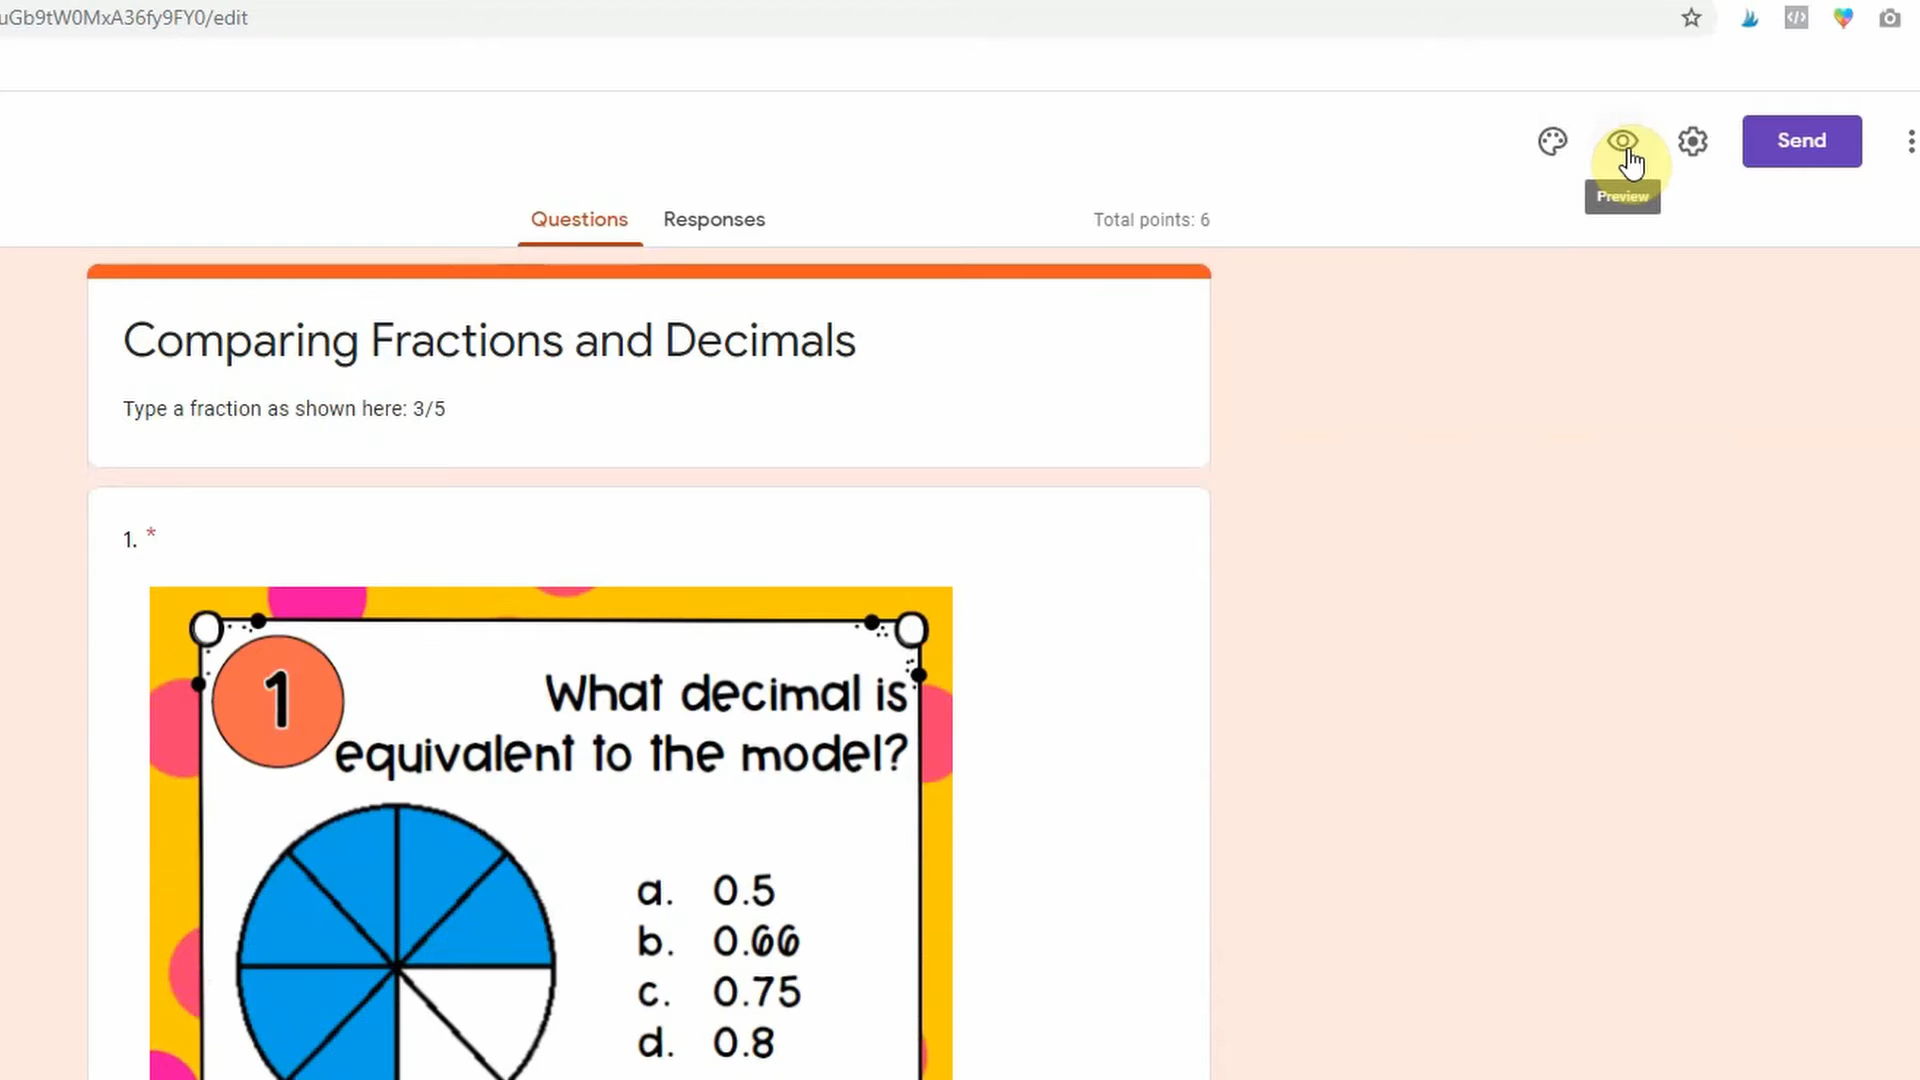 uGb9tW0MxA36fy9FY0/edit
Send
Preview
Questions Responses Total points: 6
Comparing Fractions and Decimals
Type a fraction as shown here: 3/5
1. *
1
What decimal is
equivalent to the model?
a. 0.5
b. 0.66
c. 0.75
d. 0.8